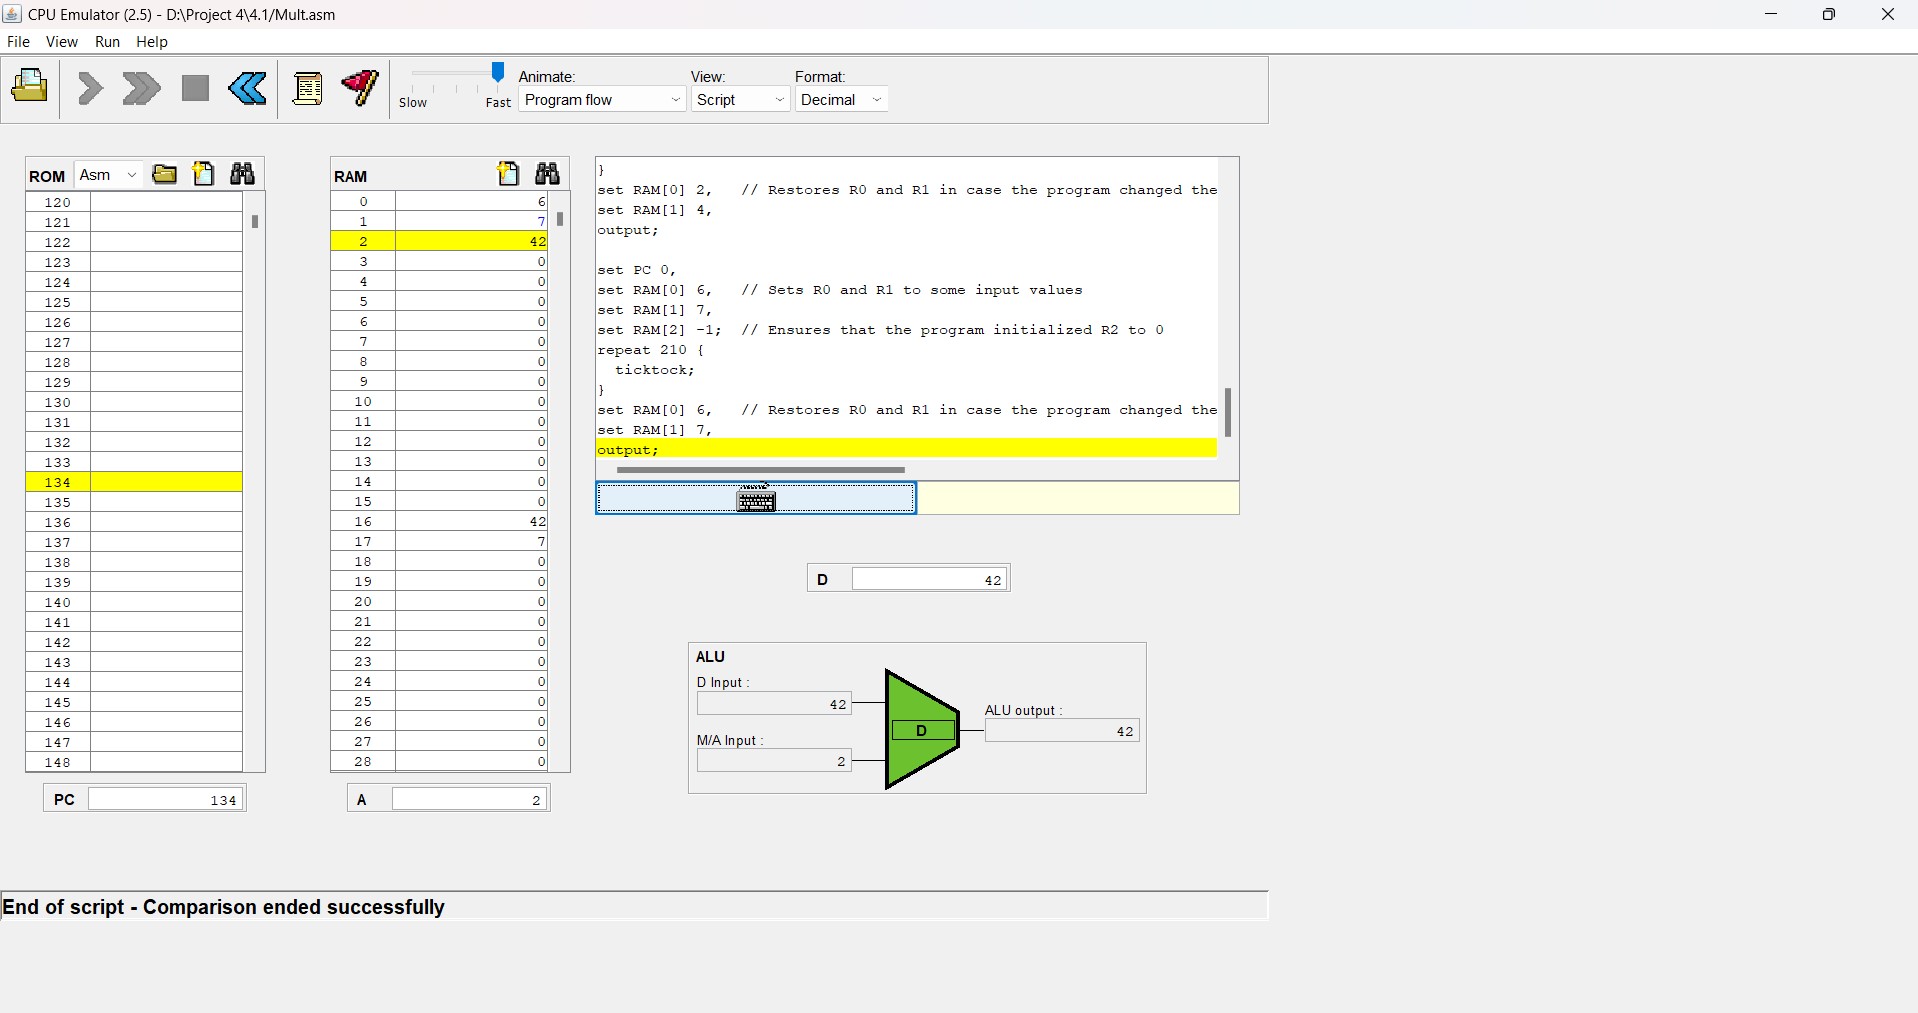 CPU Emulator (2.5) - D:\Project 4\4.1/Mult.asm
File View Run Help
Slow Fast
Animate:
Program flow
View:
Script
Format:
Decimal
ROM Asm
120
121
122
123
124
125
126
127
128
129
130
131
132
133
134
135
136
137
138
139
140
141
142
143
144
145
146
147
148
PC 134
RAM
0 6
1 7
2 42
3 0
4 0
5 0
6 0
7 0
8 0
9 0
10 0
11 0
12 0
13 0
14 0
15 0
16 42
17 7
18 0
19 0
20 0
21 0
22 0
23 0
24 0
25 0
26 0
27 0
28 0
A 2
}
set RAM[0] 2, // Restores R0 and R1 in case the program changed the
set RAM[1] 4,
output;
set PC 0,
set RAM[0] 6, // Sets R0 and R1 to some input values
set RAM[1] 7,
set RAM[2] -1; // Ensures that the program initialized R2 to 0
repeat 210 {
ticktock;
}
set RAM[0] 6, // Restores R0 and R1 in case the program changed the
set RAM[1] 7,
output;
D 42
ALU
D Input :
42
M/A Input :
2
D
ALU output :
42
End of script - Comparison ended successfully